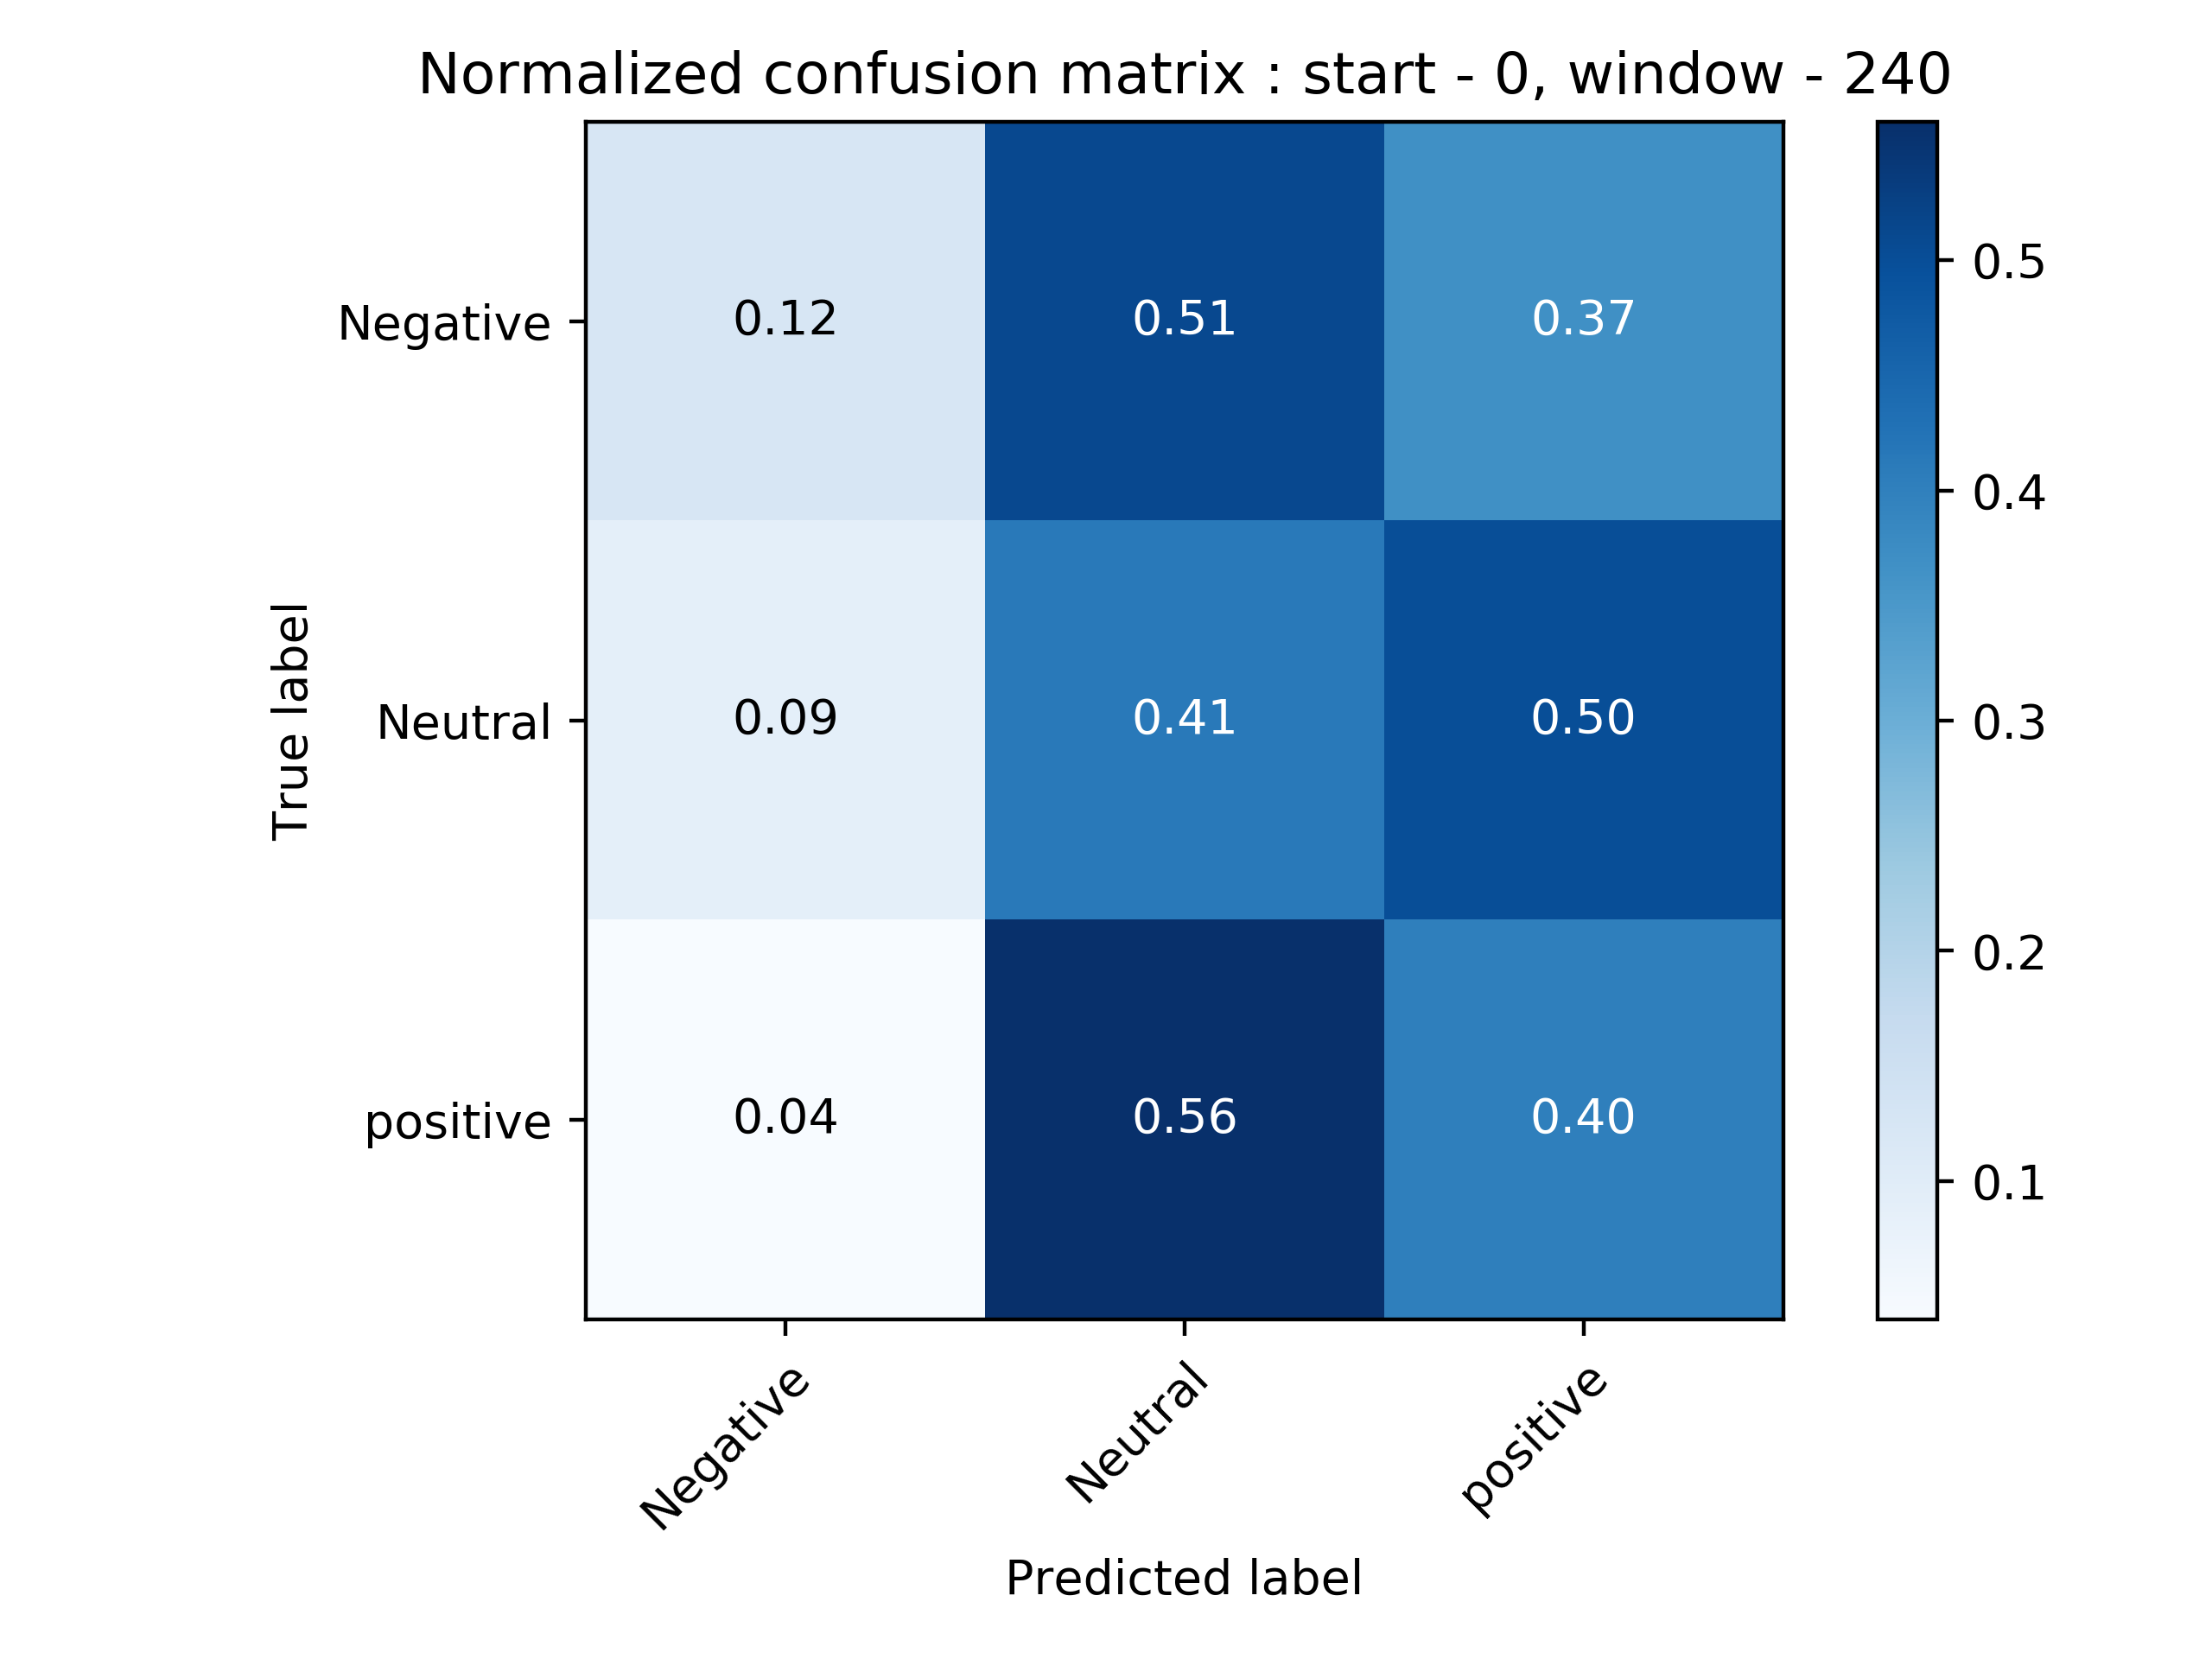 Normalized confusion matrix : start - 0, window - 240
True label
Negative
0.12
0.51
0.37
Neutral
0.09
0.41
0.50
positive
0.04
0.56
0.40
Negative
Neutral
positive
Predicted label
0.5
0.4
0.3
0.2
0.1